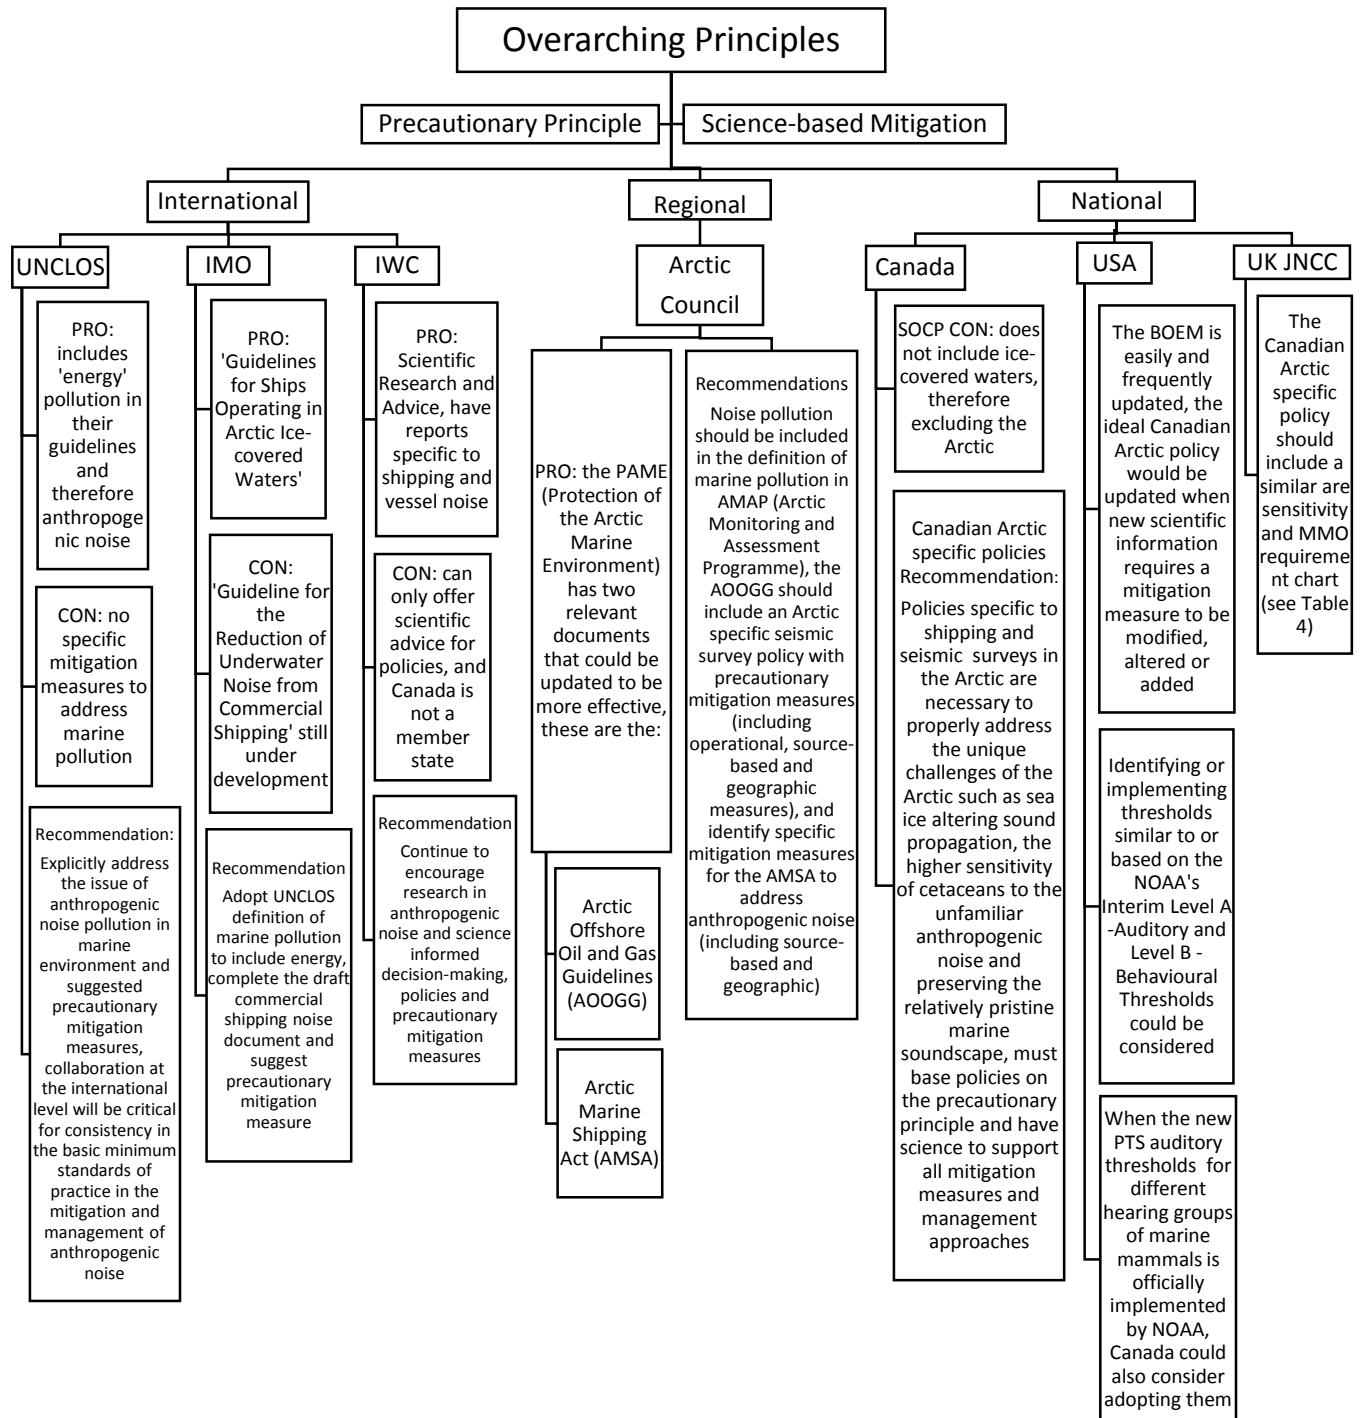 Overarching Principles
Precautionary Principle
Science-based Mitigation
International
Regional
National
UNCLOS
IMO
IWC
Arctic
Council
Canada
USA
UK JNCC
PRO:
includes
'energy'
pollution in
their
guidelines
and
therefore
anthropoge
nic noise
CON: no
specific
mitigation
measures to
address
marine
pollution
Recommendation:
Explicitly address
the issue of
anthropogenic
noise pollution in
marine
environment and
suggested
precautionary
mitigation
measures,
collaboration at
the international
level will be critical
for consistency in
the basic minimum
standards of
practice in the
mitigation and
management of
anthropogenic
noise
PRO:
'Guidelines
for Ships
Operating in
Arctic Ice-
covered
Waters'
CON:
'Guideline for
the
Reduction of
Underwater
Noise from
Commercial
Shipping' still
under
development
Recommendation
Adopt UNCLOS
definition of
marine pollution
to include energy,
complete the draft
commercial
shipping noise
document and
suggest
precautionary
mitigation
measure
PRO:
Scientific
Research and
Advice, have
reports
specific to
shipping and
vessel noise
CON: can
only offer
scientific
advice for
policies, and
Canada is
not a
member
state
Recommendation
Continue to
encourage
research in
anthropogenic
noise and science
informed
decision-making,
policies and
precautionary
mitigation
measures
PRO: the PAME
(Protection of
the Arctic
Marine
Environment)
has two
relevant
documents
that could be
updated to be
more effective,
these are the:
Arctic
Offshore
Oil and Gas
Guidelines
(AOOGG)
Arctic
Marine
Shipping
Act (AMSA)
Recommendations
Noise pollution
should be included
in the definition of
marine pollution in
AMAP (Arctic
Monitoring and
Assessment
Programme), the
AOOGG should
include an Arctic
specific seismic
survey policy with
precautionary
mitigation measures
(including
operational, source-
based and
geographic
measures), and
identify specific
mitigation measures
for the AMSA to
address
anthropogenic noise
(including source-
based and
geographic)
SOCP CON: does
not include ice-
covered waters,
therefore
excluding the
Arctic
Canadian Arctic
specific policies
Recommendation:
Policies specific to
shipping and
seismic surveys in
the Arctic are
necessary to
properly address
the unique
challenges of the
Arctic such as sea
ice altering sound
propagation, the
higher sensitivity
of cetaceans to the
unfamiliar
anthropogenic
noise and
preserving the
relatively pristine
marine
soundscape, must
base policies on
the precautionary
principle and have
science to support
all mitigation
measures and
management
approaches
The BOEM is
easily and
frequently
updated, the
ideal Canadian
Arctic policy
would be
updated when
new scientific
information
requires a
mitigation
measure to be
modified,
altered or
added
Identifying or
implementing
thresholds
similar to or
based on the
NOAA's
Interim Level A
-Auditory and
Level B -
Behavioural
Thresholds
could be
considered
When the new
PTS auditory
thresholds for
different
hearing groups
of marine
mammals is
officially
implemented
by NOAA,
Canada could
also consider
adopting them
The
Canadian
Arctic
specific
policy
should
include a
similar are
sensitivity
and MMO
requireme
nt chart
(see Table
4)